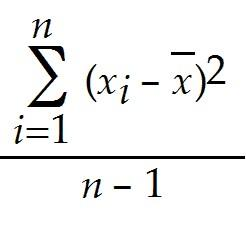 n
∑ (xᵢ – x̄)²
i=1
n – 1